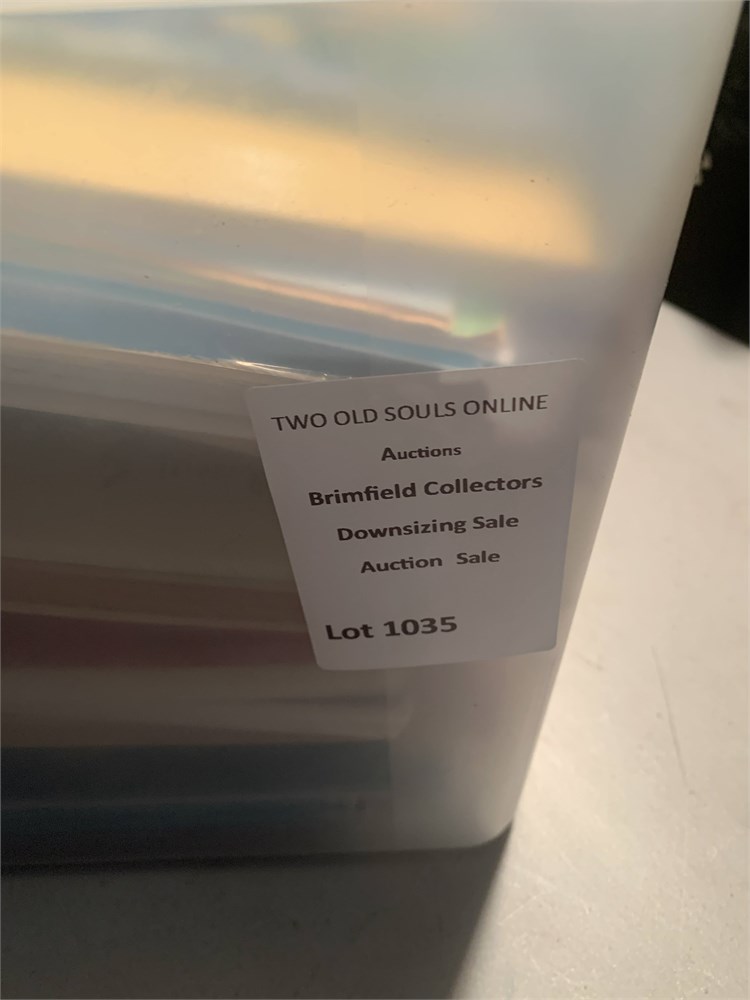 TWO OLD SOULS ONLINE
Auctions
Brimfield Collectors
Downsizing Sale
Auction Sale
Lot 1035